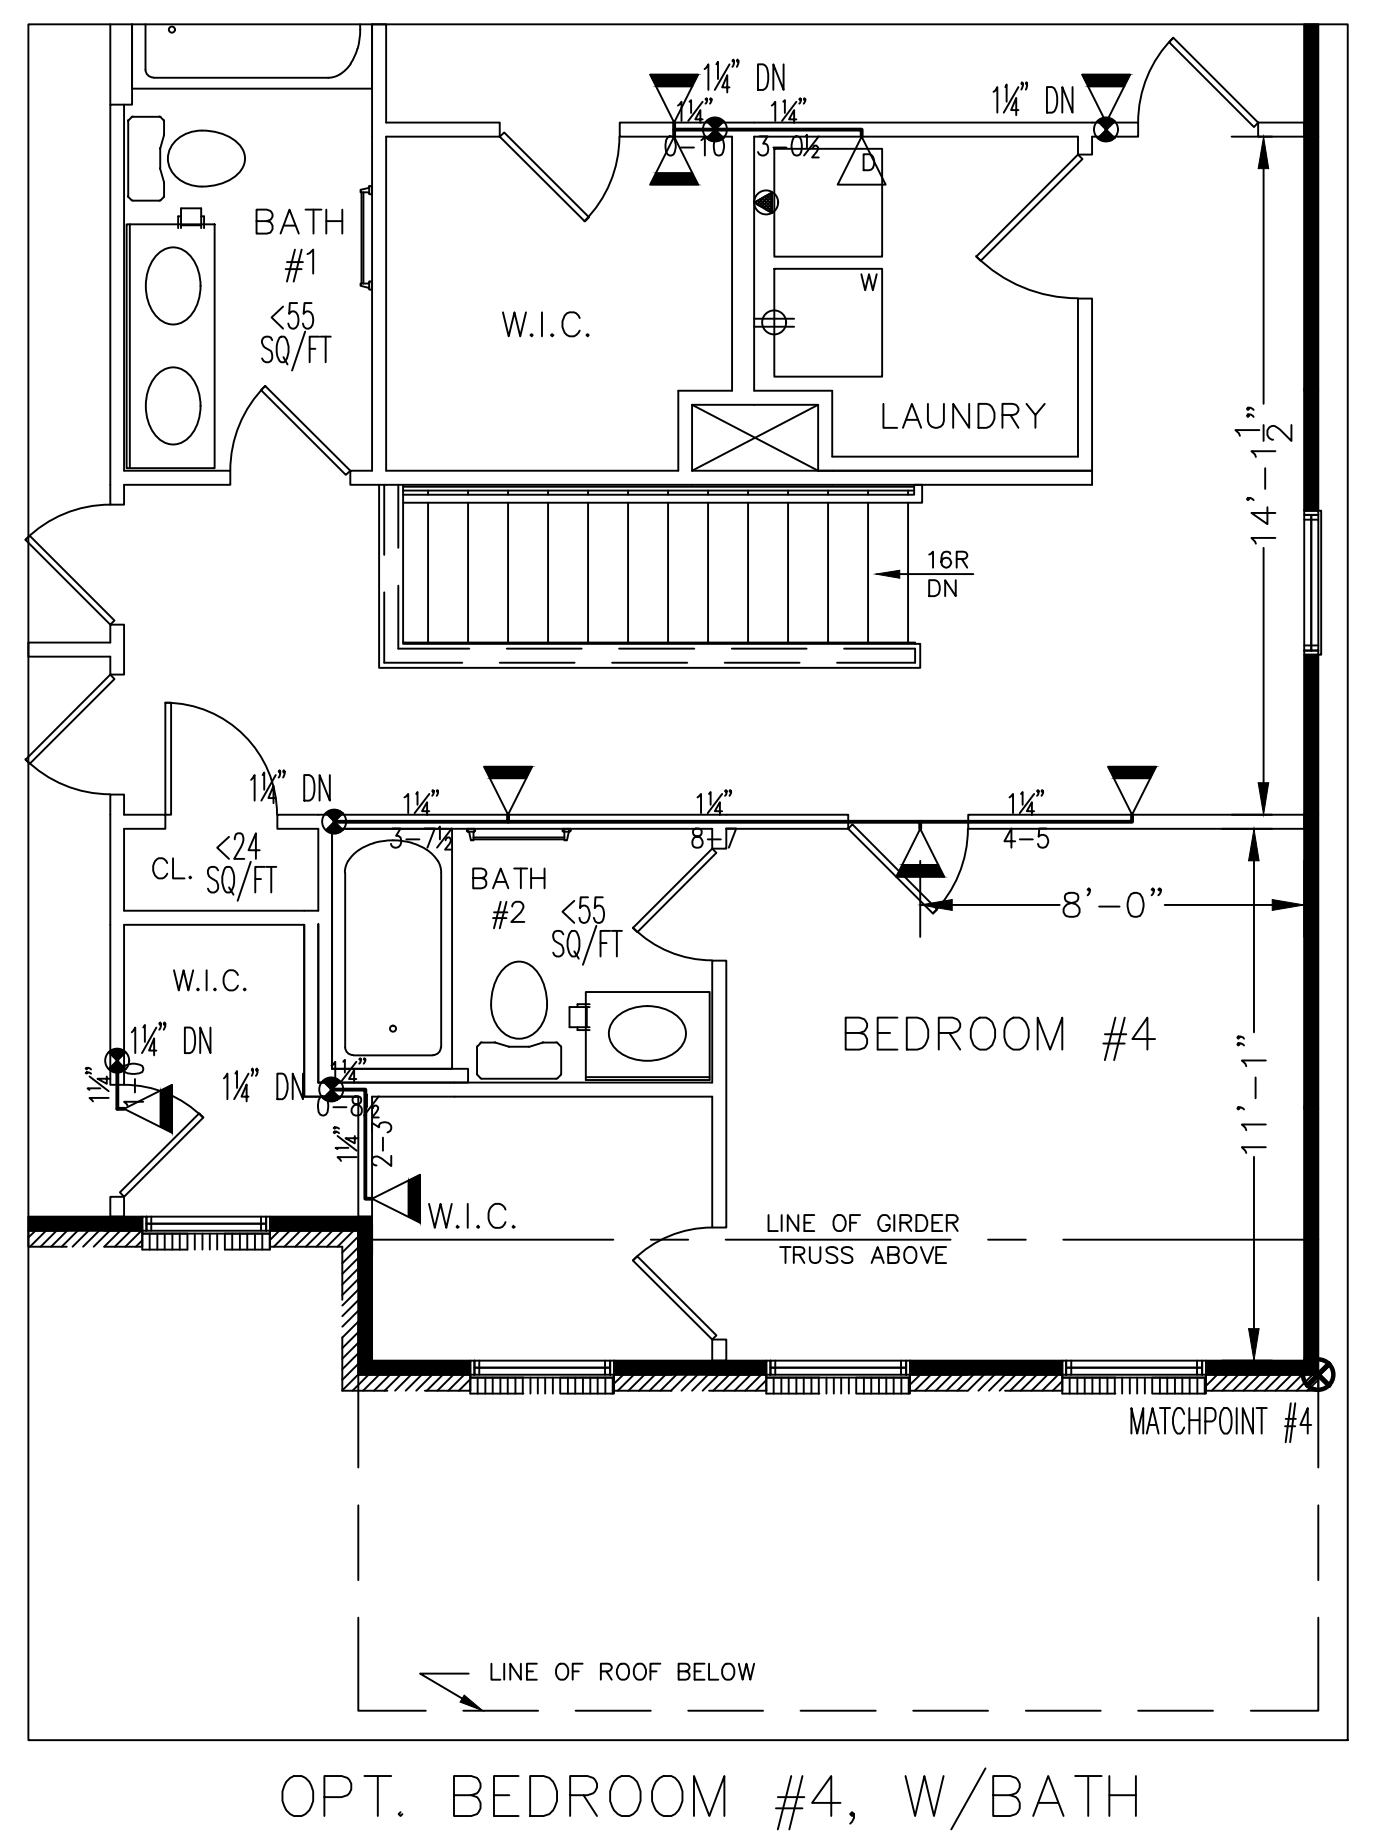 1¼" DN
1¼" DN
1¼"
1¼"
0-10
3-0½
D
BATH
#1
<55
SQ/FT
W
W.I.C.
LAUNDRY
14'-1½"
16R
DN
1¼" DN
1¼"
1¼"
1¼"
3-7½
8-7
4-5
CL.
<24
SQ/FT
BATH
#2
<55
SQ/FT
8'-0"
W.I.C.
BEDROOM #4
1¼" DN
1¼"
1¼" DN
1¼"
0-8½
1¼"
2-3
11'-1"
W.I.C.
LINE OF GIRDER
TRUSS ABOVE
MATCHPOINT #4
LINE OF ROOF BELOW
OPT. BEDROOM #4, W/BATH